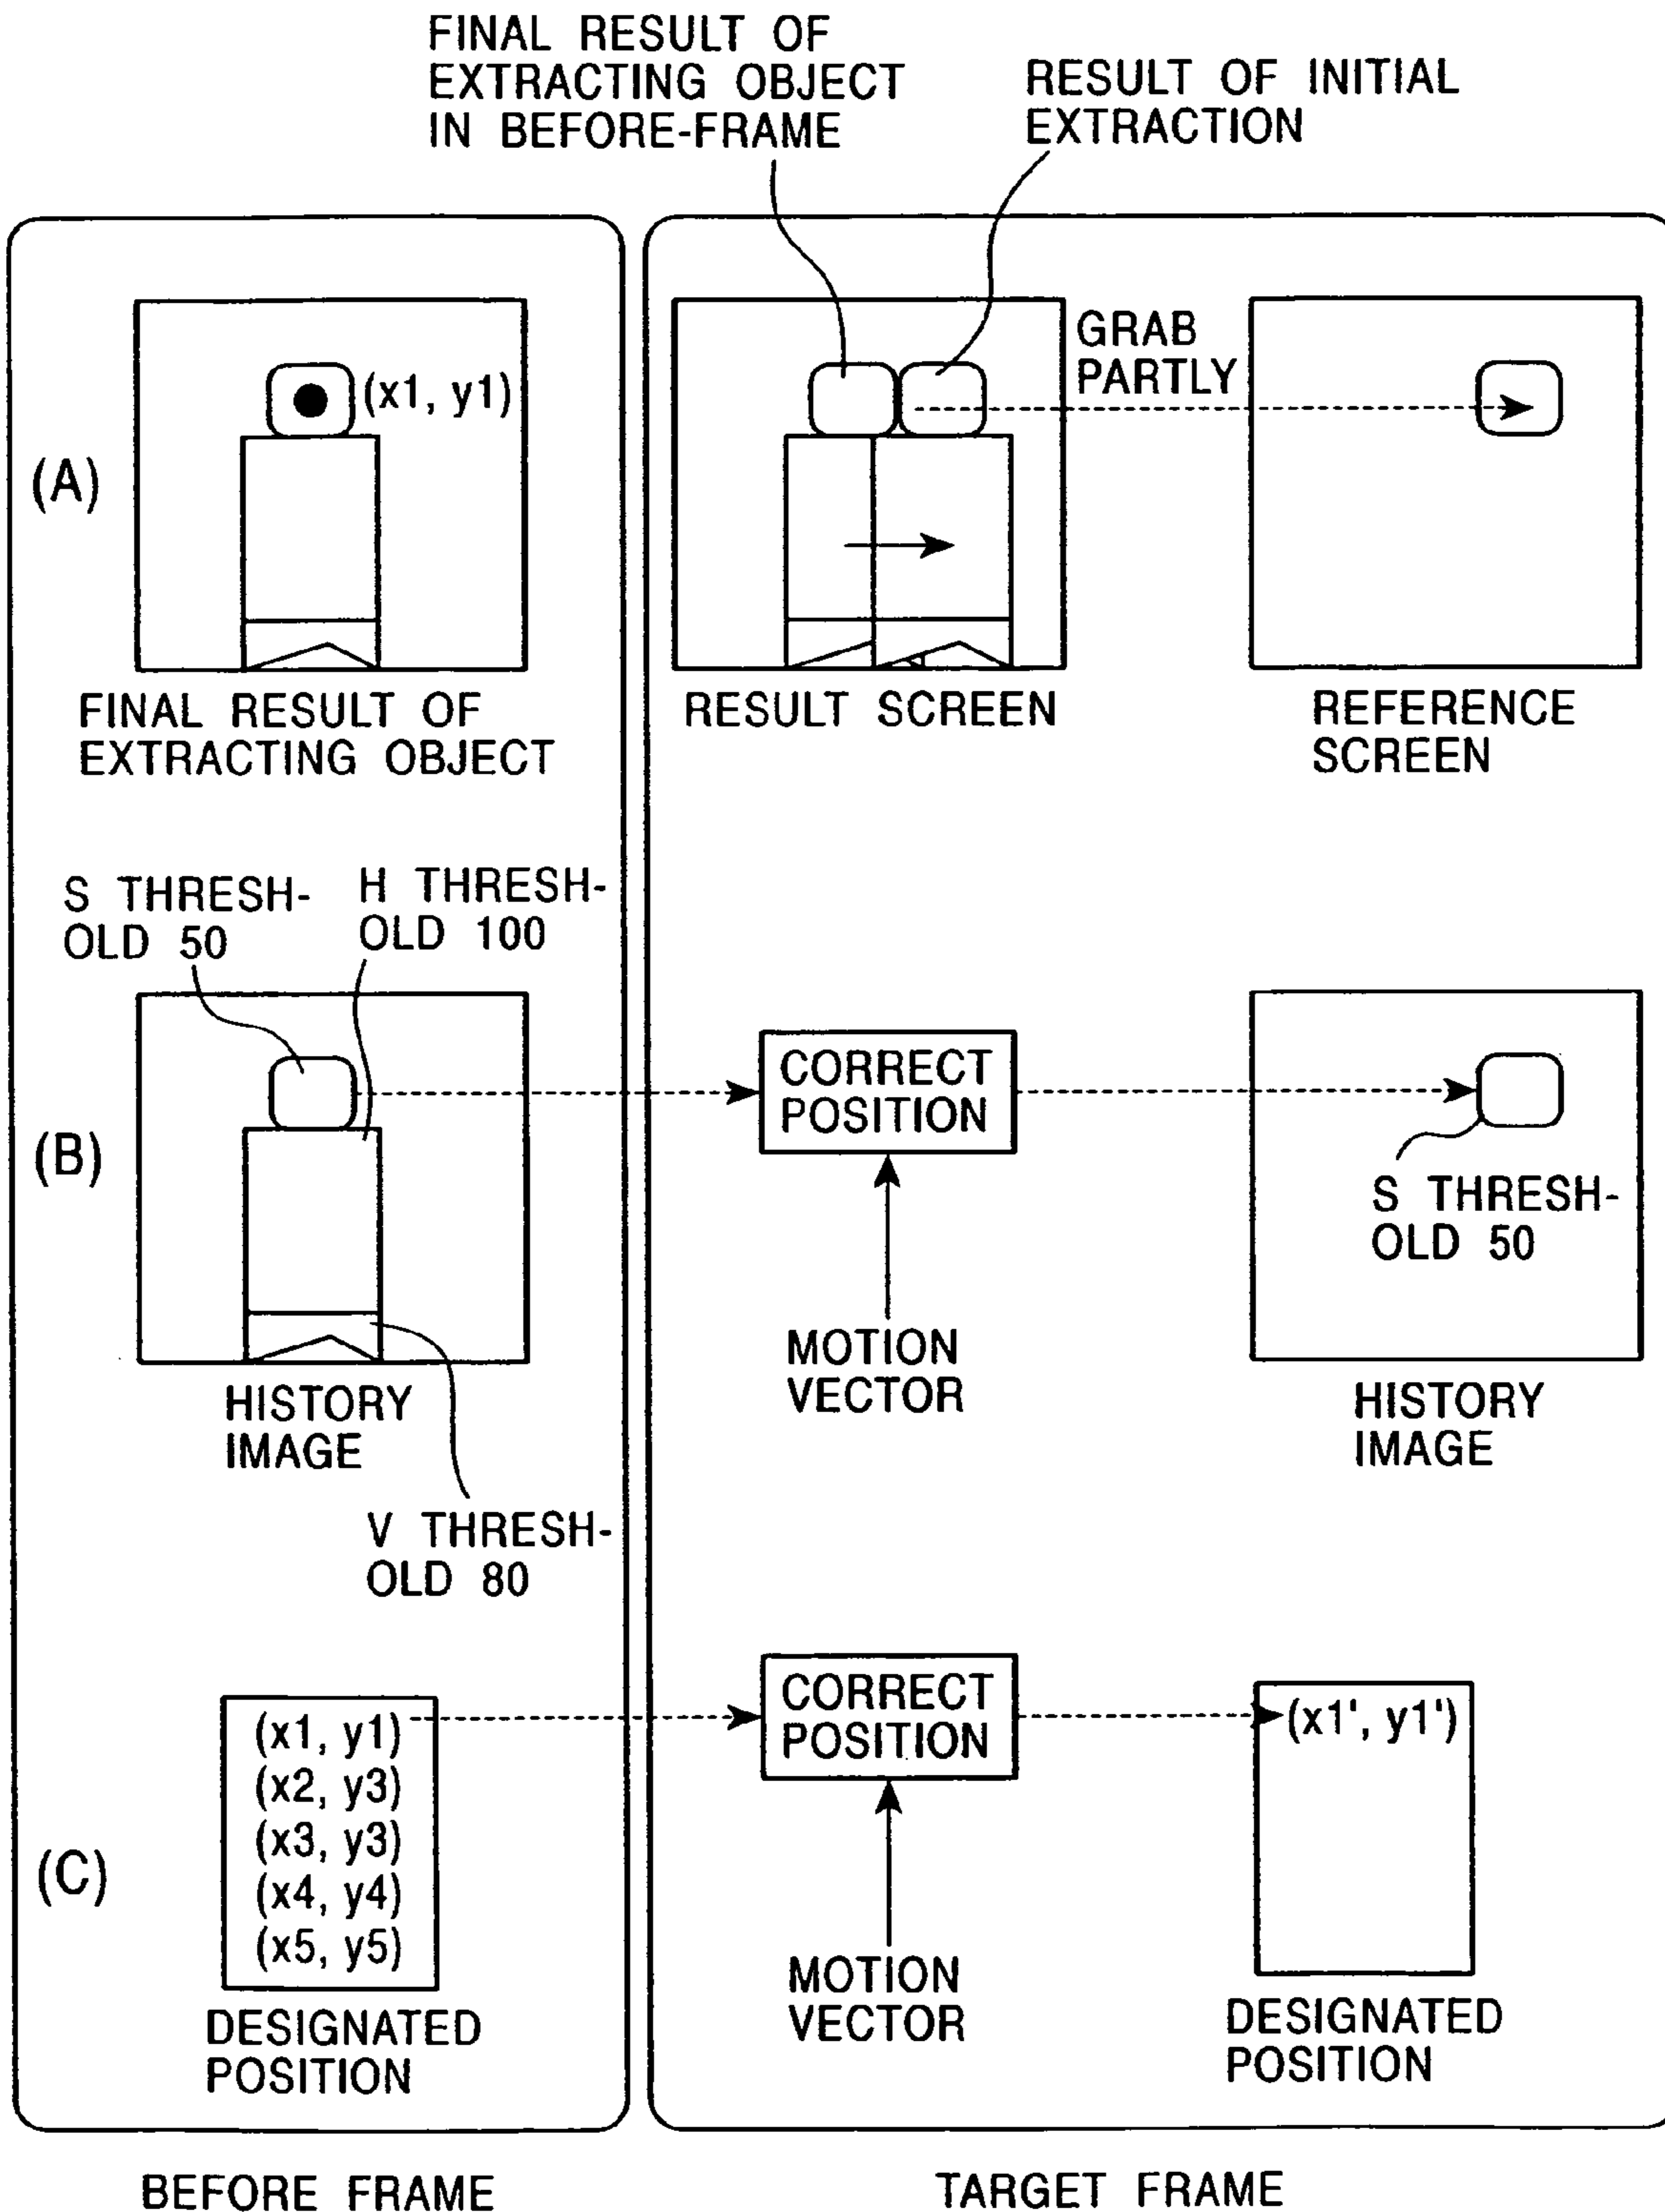 FINAL RESULT OF
EXTRACTING OBJECT
IN BEFORE-FRAME
RESULT OF INITIAL
EXTRACTION
(A)
(x1, y1)
FINAL RESULT OF
EXTRACTING OBJECT
GRAB
PARTLY
RESULT SCREEN
REFERENCE
SCREEN
(B)
S THRESH-
OLD 50
H THRESH-
OLD 100
HISTORY
IMAGE
V THRESH-
OLD 80
CORRECT
POSITION
MOTION
VECTOR
S THRESH-
OLD 50
HISTORY
IMAGE
(C)
(x1, y1)
(x2, y3)
(x3, y3)
(x4, y4)
(x5, y5)
DESIGNATED
POSITION
CORRECT
POSITION
MOTION
VECTOR
(x1', y1')
DESIGNATED
POSITION
BEFORE FRAME
TARGET FRAME